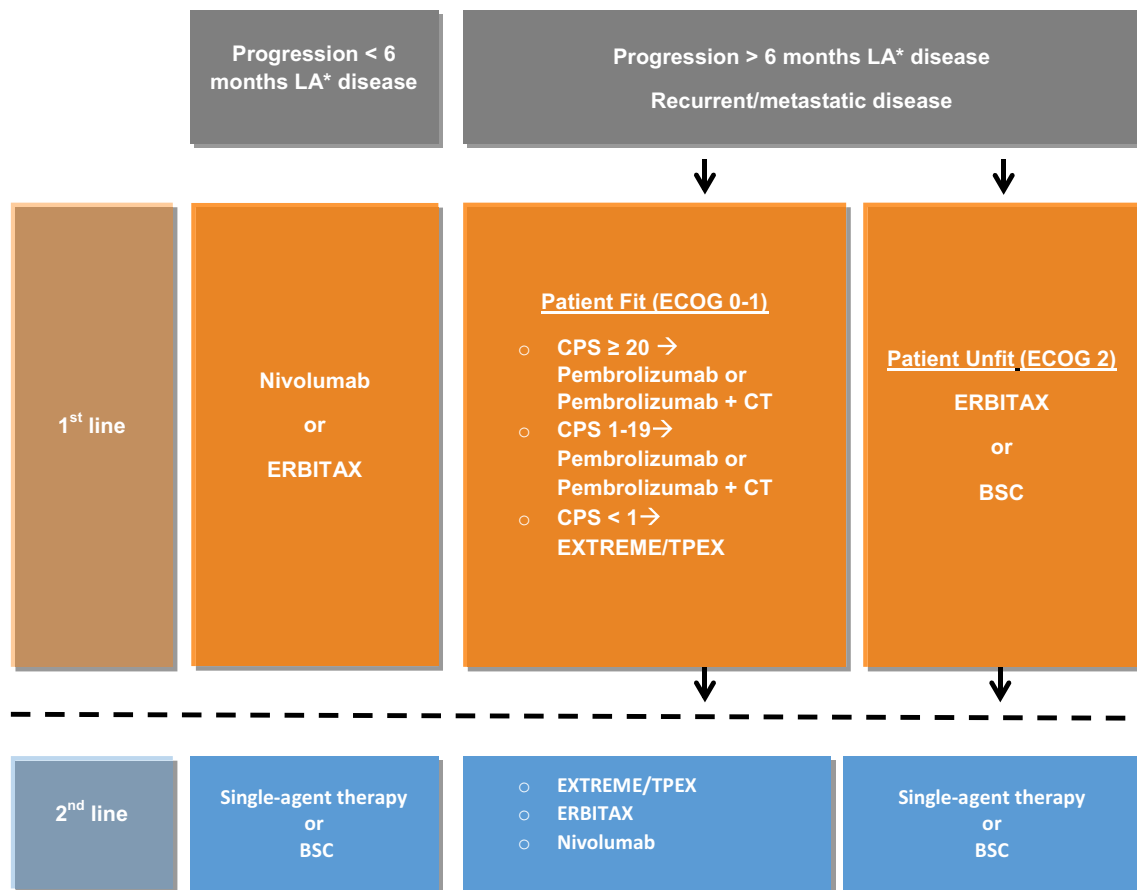 Progression < 6
months LA* disease
Progression > 6 months LA* disease
Recurrent/metastatic disease
1st line
Nivolumab
or
ERBITAX
Patient Fit (ECOG 0-1)
o CPS ≥ 20 →
Pembrolizumab or
Pembrolizumab + CT
o CPS 1-19→
Pembrolizumab or
Pembrolizumab + CT
o CPS < 1→
EXTREME/TPEX
Patient Unfit (ECOG 2)
ERBITAX
or
BSC
2nd line
Single-agent therapy
or
BSC
o EXTREME/TPEX
o ERBITAX
o Nivolumab
Single-agent therapy
or
BSC